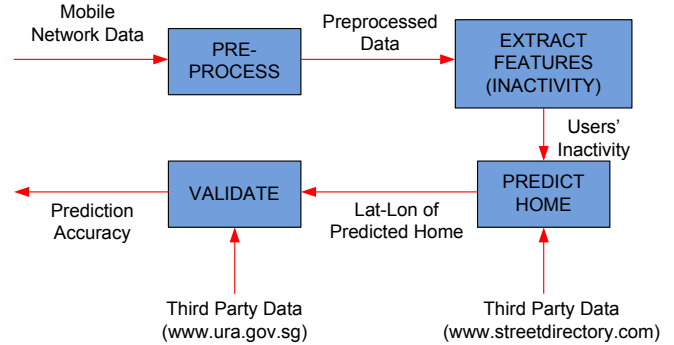 Mobile
Network Data
PRE-
PROCESS
Preprocessed
Data
EXTRACT
FEATURES
(INACTIVITY)
Users'
Inactivity
PREDICT
HOME
Lat-Lon of
Predicted Home
VALIDATE
Prediction
Accuracy
Third Party Data
(www.ura.gov.sg)
Third Party Data
(www.streetdirectory.com)